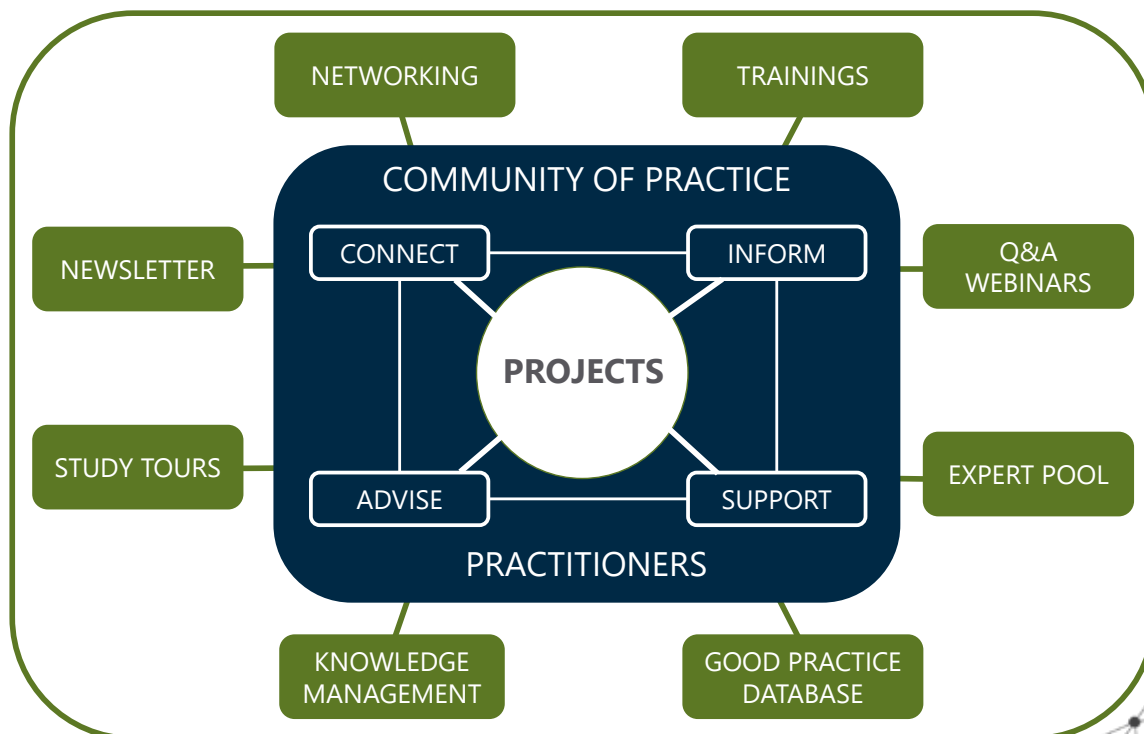 NETWORKING
TRAININGS
COMMUNITY OF PRACTICE
NEWSLETTER
CONNECT
INFORM
Q&A
WEBINARS
PROJECTS
STUDY TOURS
ADVISE
SUPPORT
EXPERT POOL
PRACTITIONERS
KNOWLEDGE
MANAGEMENT
GOOD PRACTICE
DATABASE